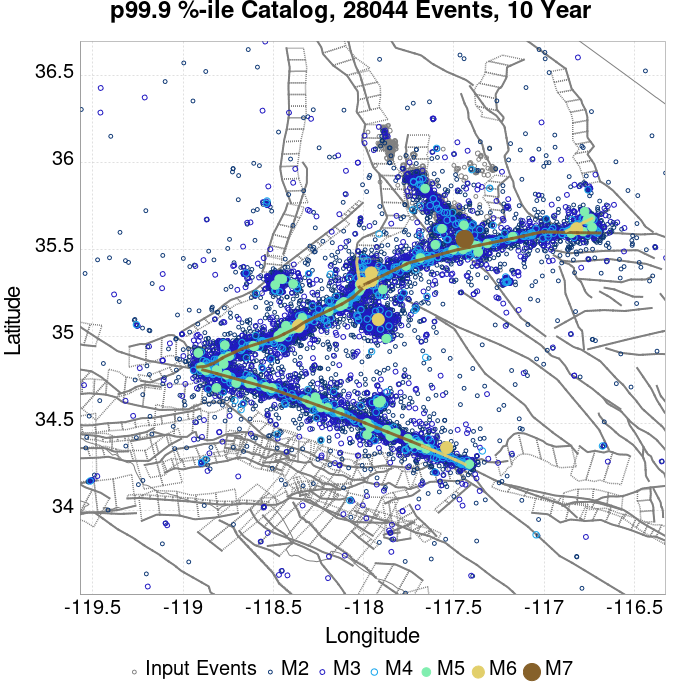 p99.9 %-ile Catalog, 28044 Events, 10 Year
36.5
36
35.5
35
34.5
34
Latitude
-119.5 -119 -118.5 -118 -117.5 -117 -116.5
Longitude
Input Events M2 M3 M4 M5 M6 M7